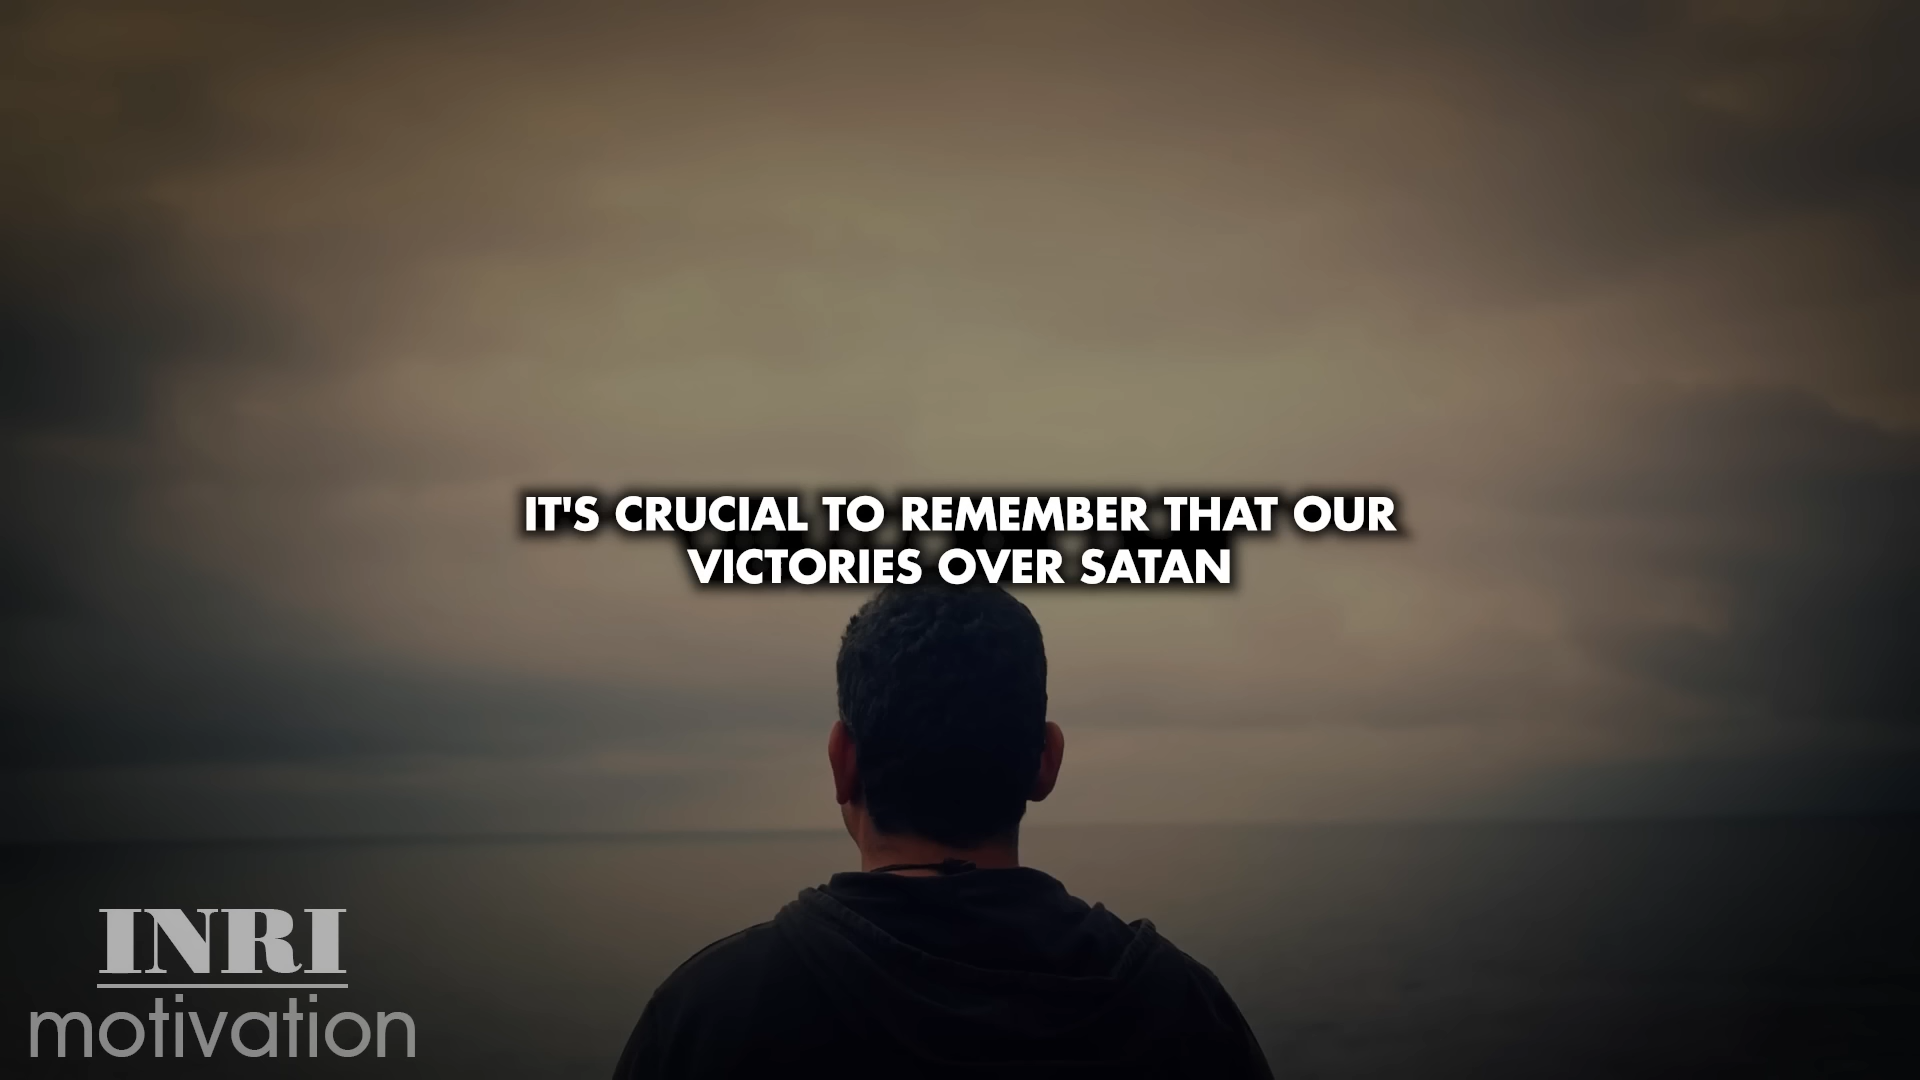 IT'S CRUCIAL TO REMEMBER THAT OUR
VICTORIES OVER SATAN
INRI
motivation